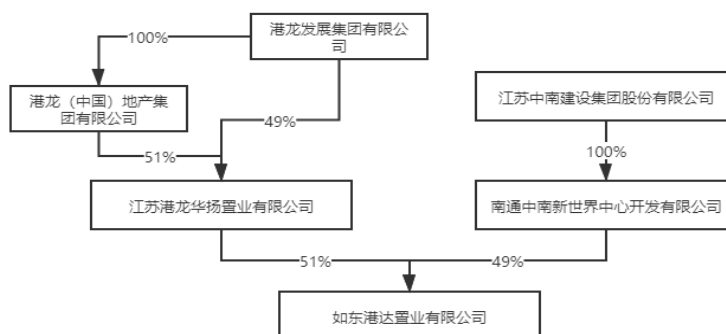 港龙发展集团有限公
司
100%
港龙（中国）地产集
团有限公司
江苏中南建设集团股份有限公司
49%
51%
100%
江苏港龙华扬置业有限公司
南通中南新世界中心开发有限公司
51%
49%
如东港达置业有限公司